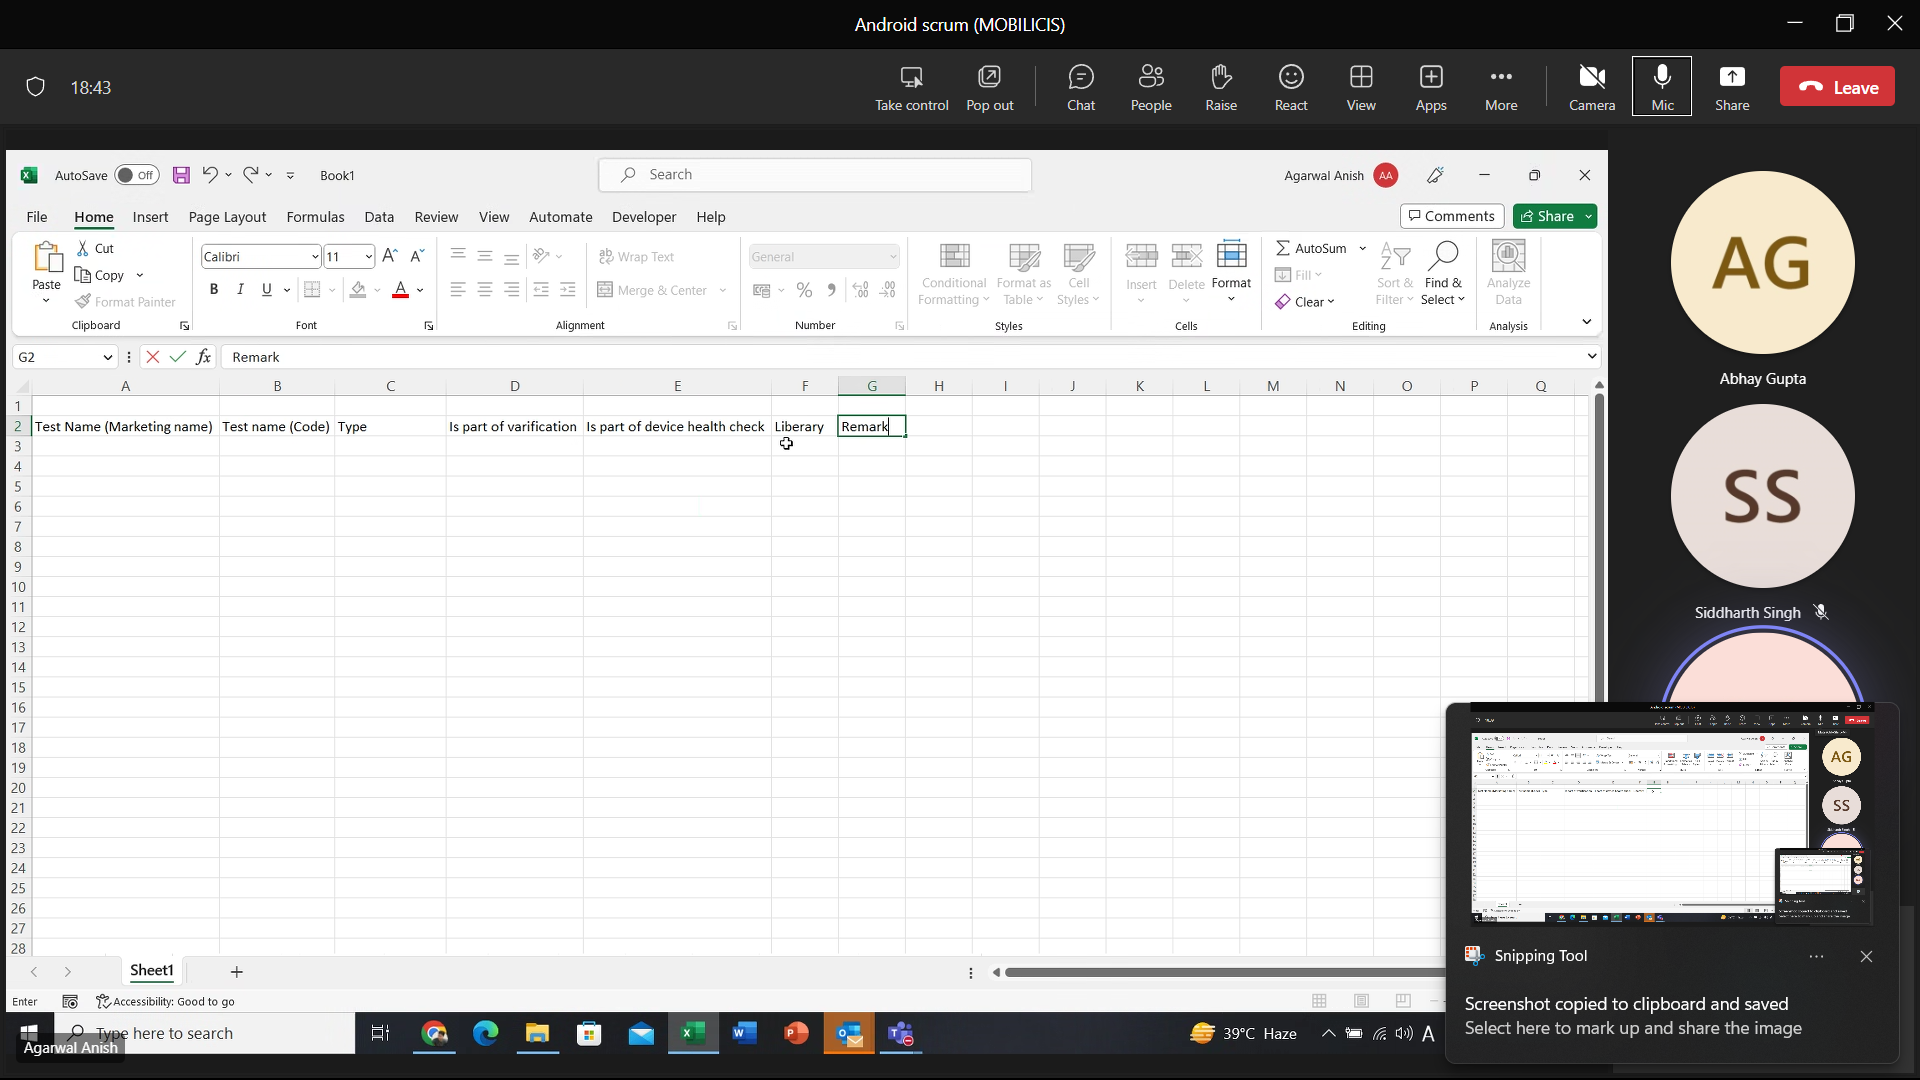 Android scrum (MOBILICIS)
18:43
Take control
Pop out
Chat
People
Raise
React
View
Apps
More
Camera
Mic
Share
Leave
AutoSave Off
Book1
Search
Agarwal Anish AA
File Home Insert Page Layout Formulas Data Review View Automate Developer Help
Comments Share
Paste
Cut
Copy
Format Painter
Clipboard
Calibri 11
B I U
Font
Wrap Text
Merge & Center
Alignment
General
Number
Conditional Formatting
Format as Table
Cell Styles
Styles
Insert Delete Format
Cells
AutoSum
Fill
Clear
Sort & Filter
Find & Select
Editing
Analyze Data
Analysis
G2 fx Remark
A B C D E F G H I J K L M N O P Q
1
2 Test Name (Marketing name) Test name (Code) Type Is part of varification Is part of device health check Liberary Remark
3
4
5
6
7
8
9
10
11
12
13
14
15
16
17
18
19
20
21
22
23
24
25
26
27
28
Sheet1
Enter Accessibility: Good to go
Type here to search
Agarwal Anish
39°C Haze
A
AG
Abhay Gupta
SS
Siddharth Singh
AG
SS
Snipping Tool
Screenshot copied to clipboard and saved
Select here to mark up and share the image